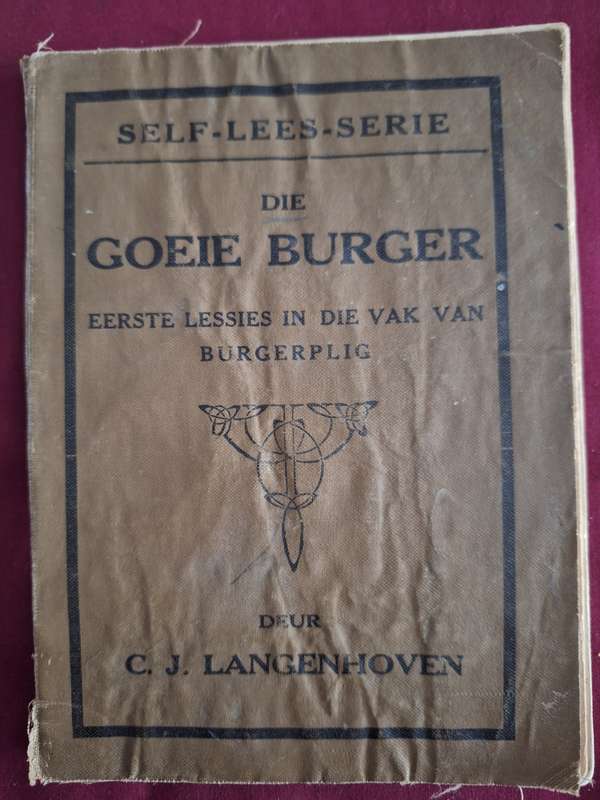 SELF-LEES-SERIE
DIE
GOEIE BURGER
EERSTE LESSIES IN DIE VAK VAN
BURGERPLIG
DEUR
C. J. LANGENHOVEN